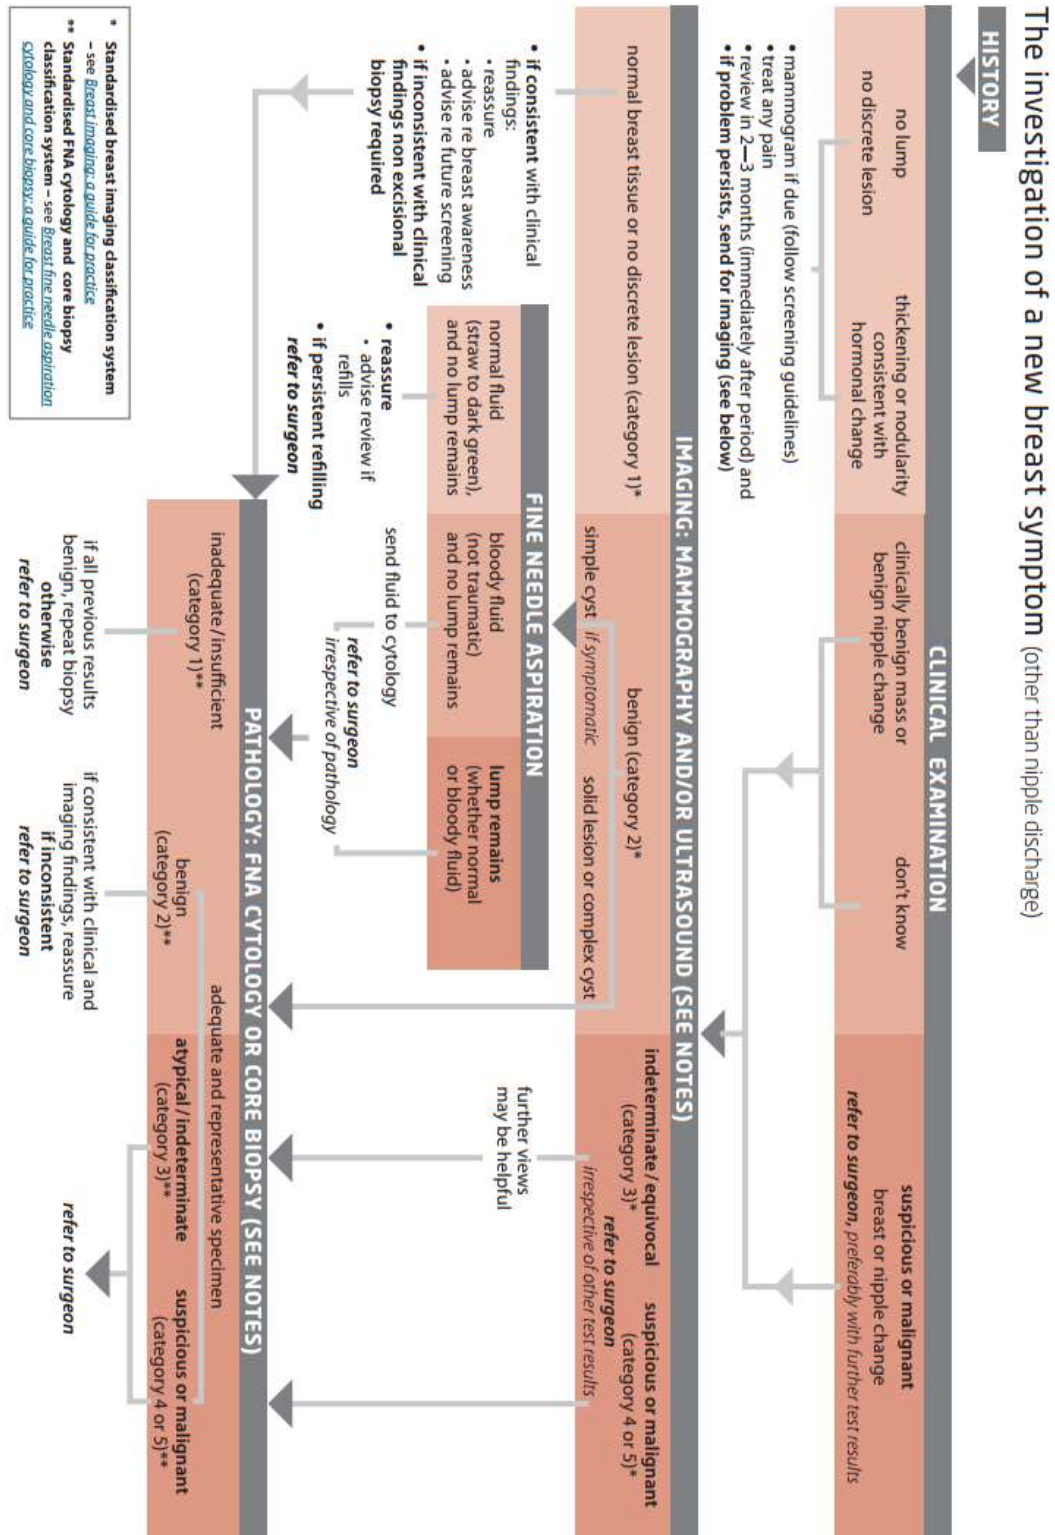 The investigation of a new breast symptom (other than nipple discharge)
HISTORY
CLINICAL EXAMINATION
no lump
no discrete lesion
thickening or nodularity
consistent with
hormonal change
clinically benign mass or
benign nipple change
don't know
suspicious or malignant
breast or nipple change
refer to surgeon, preferably with further test results
• mammogram if due (follow screening guidelines)
• treat any pain
• review in 2—3 months (immediately after period) and
• if problem persists, send for imaging (see below)
IMAGING: MAMMOGRAPHY AND/OR ULTRASOUND (SEE NOTES)
normal breast tissue or no discrete lesion (category 1)*
benign (category 2)*
simple cyst if symptomatic
solid lesion or complex cyst
indeterminate / equivocal
(category 3)*
suspicious or malignant
(category 4 or 5)*
refer to surgeon
irrespective of other test results
• if consistent with clinical
findings:
• reassure
• advise re breast awareness
• advise re future screening
• if inconsistent with clinical
findings non excisional
biopsy required
FINE NEEDLE ASPIRATION
normal fluid
(straw to dark green),
and no lump remains
bloody fluid
(not traumatic)
and no lump remains
lump remains
(whether normal
or bloody fluid)
further views
may be helpful
• reassure
• advise review if
refills
• if persistent refilling
refer to surgeon
send fluid to cytology
refer to surgeon
irrespective of pathology
PATHOLOGY: FNA CYTOLOGY OR CORE BIOPSY (SEE NOTES)
inadequate / insufficient
(category 1)**
adequate and representative specimen
benign
(category 2)**
atypical / indeterminate
(category 3)**
suspicious or malignant
(category 4 or 5)**
if all previous results
benign, repeat biopsy
otherwise
refer to surgeon
if consistent with clinical and
imaging findings, reassure
if inconsistent
refer to surgeon
refer to surgeon
* Standardised breast imaging classification system
– see Breast imaging: a guide for practice
** Standardised FNA cytology and core biopsy
classification system – see Breast fine needle aspiration
cytology and core biopsy: a guide for practice